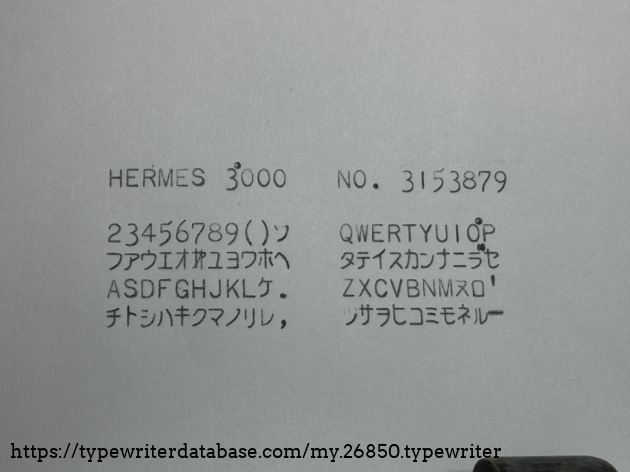 HERMES 3000 NO. 3153879
23456789()ソ QWERTYUIOP
フアウエオヤユヨワホヘ タテイスカンナニラセ
ASDFGHJKLケ. ZXCVBNMヌロ'
チトシハキクマノリレ, ツサヲヒコミモネルー
https://typewriterdatabase.com/my.26850.typewriter